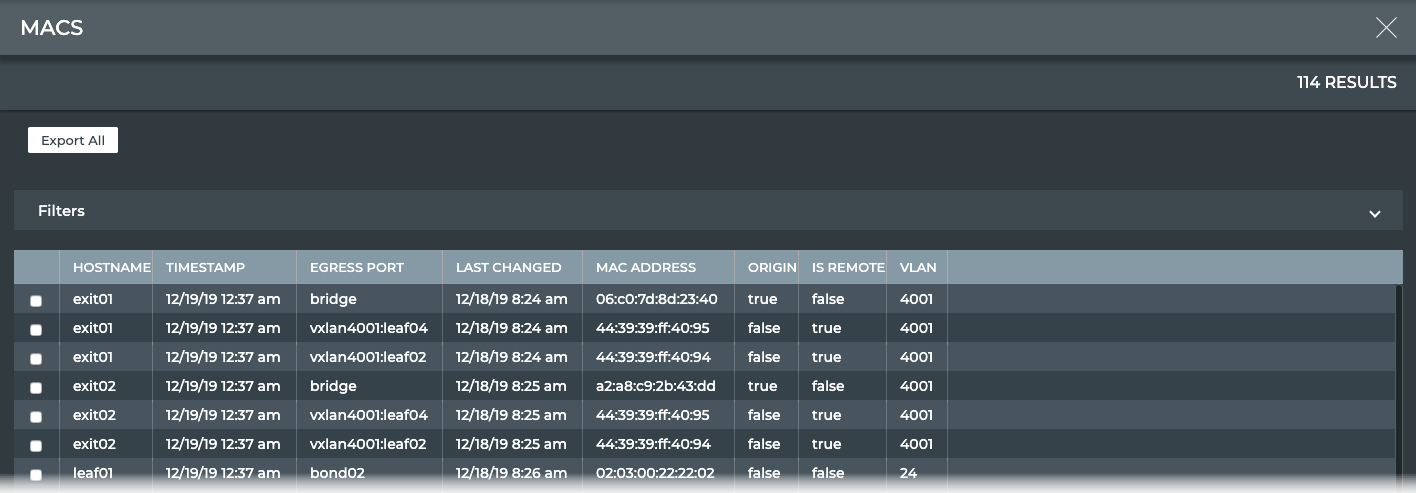 MACS
114 RESULTS
Export All
Filters
HOSTNAME TIMESTAMP EGRESS PORT LAST CHANGED MAC ADDRESS ORIGIN IS REMOTE VLAN
exit01 12/19/19 12:37 am bridge 12/18/19 8:24 am 06:c0:7d:8d:23:40 true false 4001
exit01 12/19/19 12:37 am vxlan4001:leaf04 12/18/19 8:24 am 44:39:39:ff:40:95 false true 4001
exit01 12/19/19 12:37 am vxlan4001:leaf02 12/18/19 8:24 am 44:39:39:ff:40:94 false true 4001
exit02 12/19/19 12:37 am bridge 12/18/19 8:25 am a2:a8:c9:2b:43:dd true false 4001
exit02 12/19/19 12:37 am vxlan4001:leaf04 12/18/19 8:25 am 44:39:39:ff:40:95 false true 4001
exit02 12/19/19 12:37 am vxlan4001:leaf02 12/18/19 8:25 am 44:39:39:ff:40:94 false true 4001
leaf01 12/19/19 12:37 am bond02 12/18/19 8:26 am 02:03:00:22:22:02 false false 24